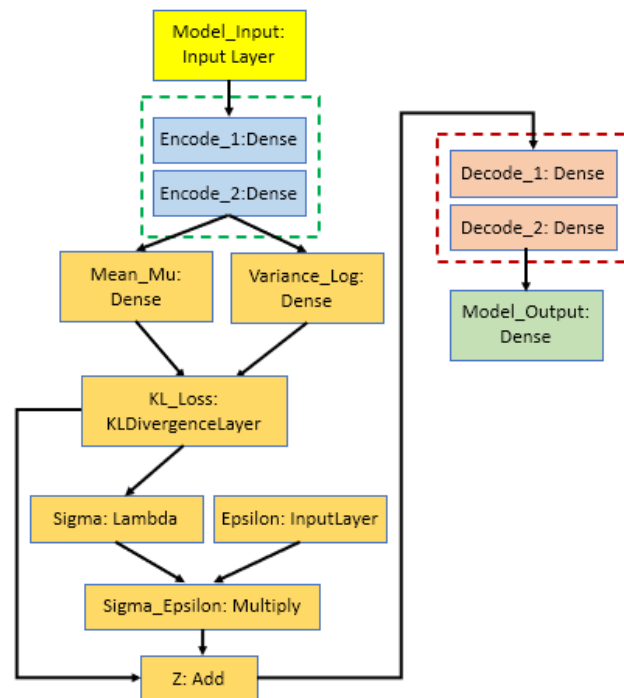 Model_Input:
Input Layer
Encode_1:Dense
Encode_2:Dense
Mean_Mu:
Dense
Variance_Log:
Dense
KL_Loss:
KLDivergenceLayer
Sigma: Lambda
Epsilon: InputLayer
Sigma_Epsilon: Multiply
Z: Add
Decode_1: Dense
Decode_2: Dense
Model_Output:
Dense